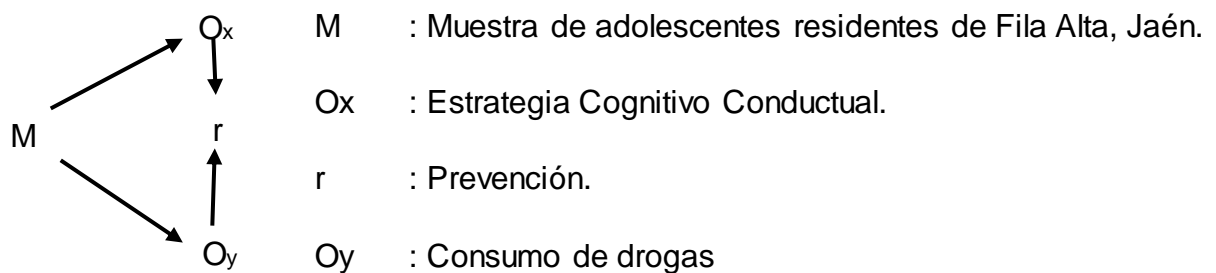 Ox M : Muestra de adolescentes residentes de Fila Alta, Jaén.
Ox : Estrategia Cognitivo Conductual.
M r
r : Prevención.
Oy Oy : Consumo de drogas